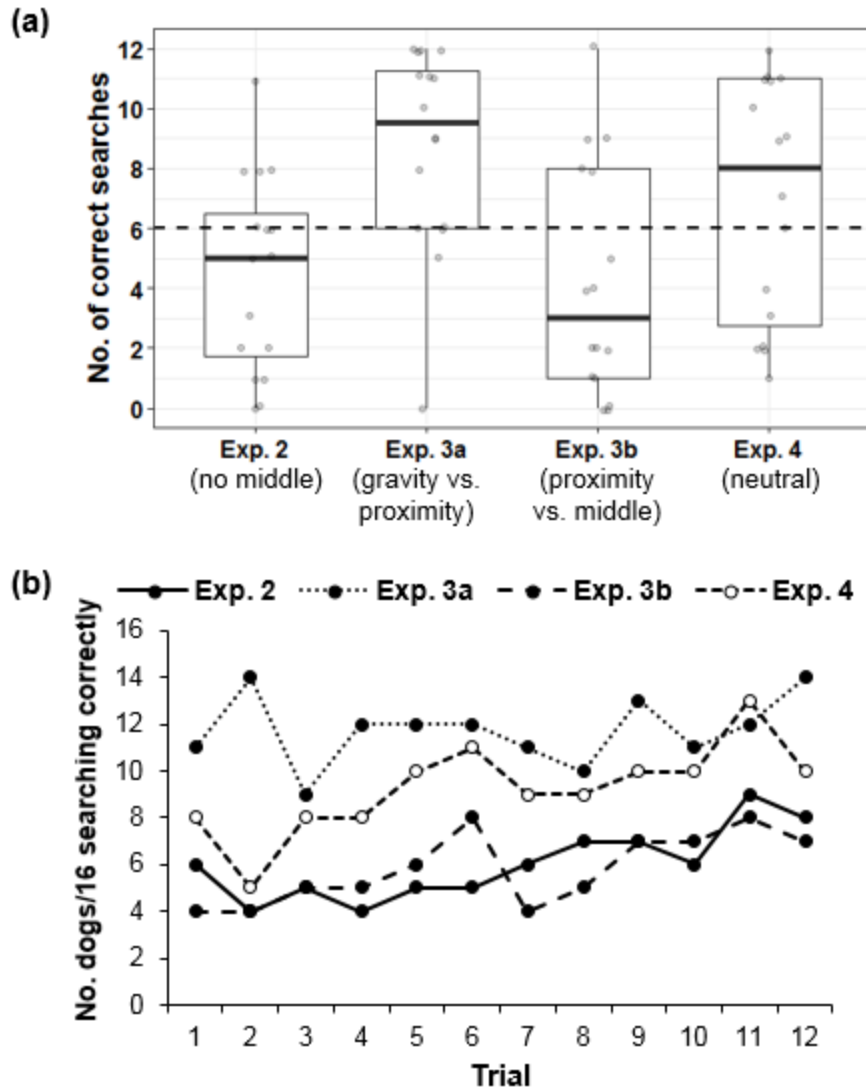 (a)
No. of correct searches
12
10
8
6
4
2
0
Exp. 2 Exp. 3a Exp. 3b Exp. 4
(no middle) (gravity vs. (proximity (neutral)
proximity) vs. middle)
(b)
Exp. 2 Exp. 3a Exp. 3b Exp. 4
No. dogs/16 searching correctly
16
14
12
10
8
6
4
2
0
1 2 3 4 5 6 7 8 9 10 11 12
Trial